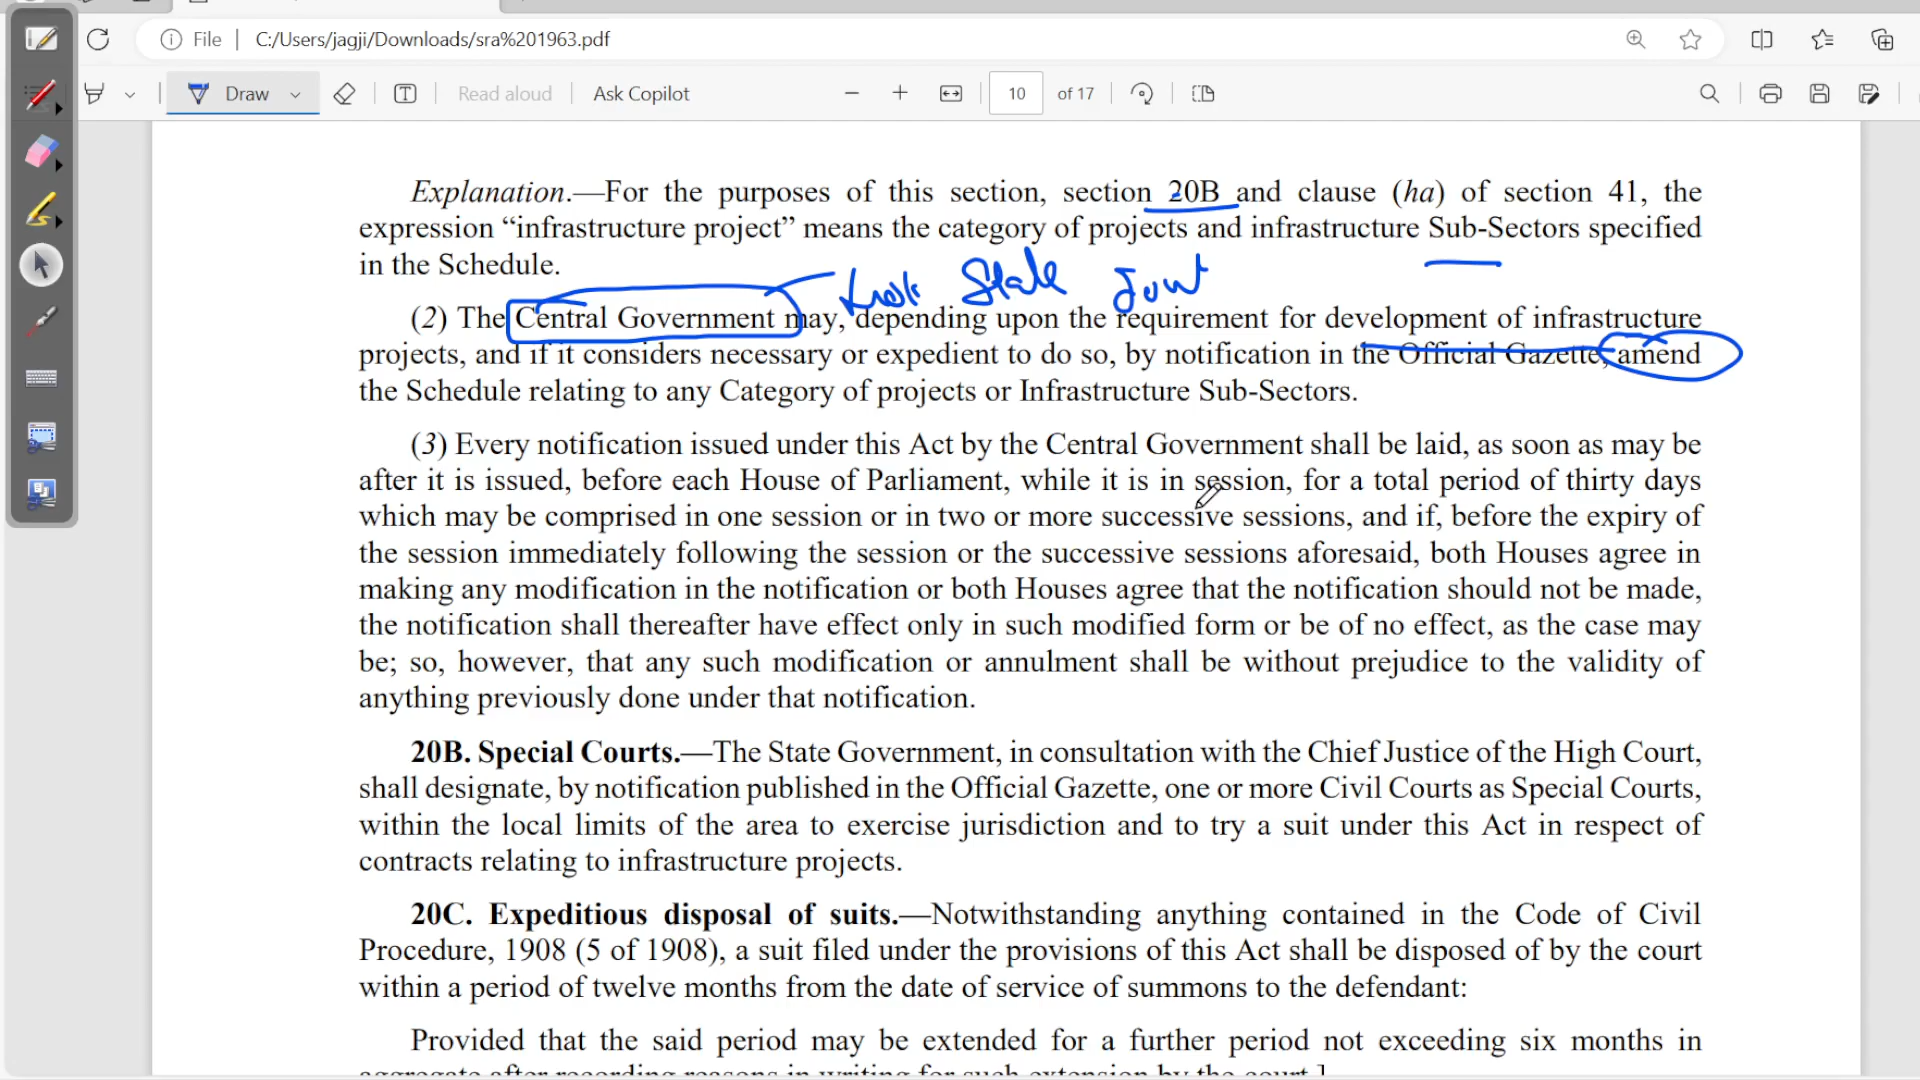 File
C:/Users/jagji/Downloads/sra%201963.pdf
Draw
Read aloud
Ask Copilot
10
of 17
Explanation.—For the purposes of this section, section 20B and clause (ha) of section 41, the
expression “infrastructure project” means the category of projects and infrastructure Sub-Sectors specified
in the Schedule.
State Govt
(2) The Central Government may, depending upon the requirement for development of infrastructure
projects, and if it considers necessary or expedient to do so, by notification in the Official Gazette, amend
the Schedule relating to any Category of projects or Infrastructure Sub-Sectors.
(3) Every notification issued under this Act by the Central Government shall be laid, as soon as may be
after it is issued, before each House of Parliament, while it is in session, for a total period of thirty days
which may be comprised in one session or in two or more successive sessions, and if, before the expiry of
the session immediately following the session or the successive sessions aforesaid, both Houses agree in
making any modification in the notification or both Houses agree that the notification should not be made,
the notification shall thereafter have effect only in such modified form or be of no effect, as the case may
be; so, however, that any such modification or annulment shall be without prejudice to the validity of
anything previously done under that notification.
20B. Special Courts.—The State Government, in consultation with the Chief Justice of the High Court,
shall designate, by notification published in the Official Gazette, one or more Civil Courts as Special Courts,
within the local limits of the area to exercise jurisdiction and to try a suit under this Act in respect of
contracts relating to infrastructure projects.
20C. Expeditious disposal of suits.—Notwithstanding anything contained in the Code of Civil
Procedure, 1908 (5 of 1908), a suit filed under the provisions of this Act shall be disposed of by the court
within a period of twelve months from the date of service of summons to the defendant:
Provided that the said period may be extended for a further period not exceeding six months in
aggregate after recording reasons in writing for such extension by the court.]